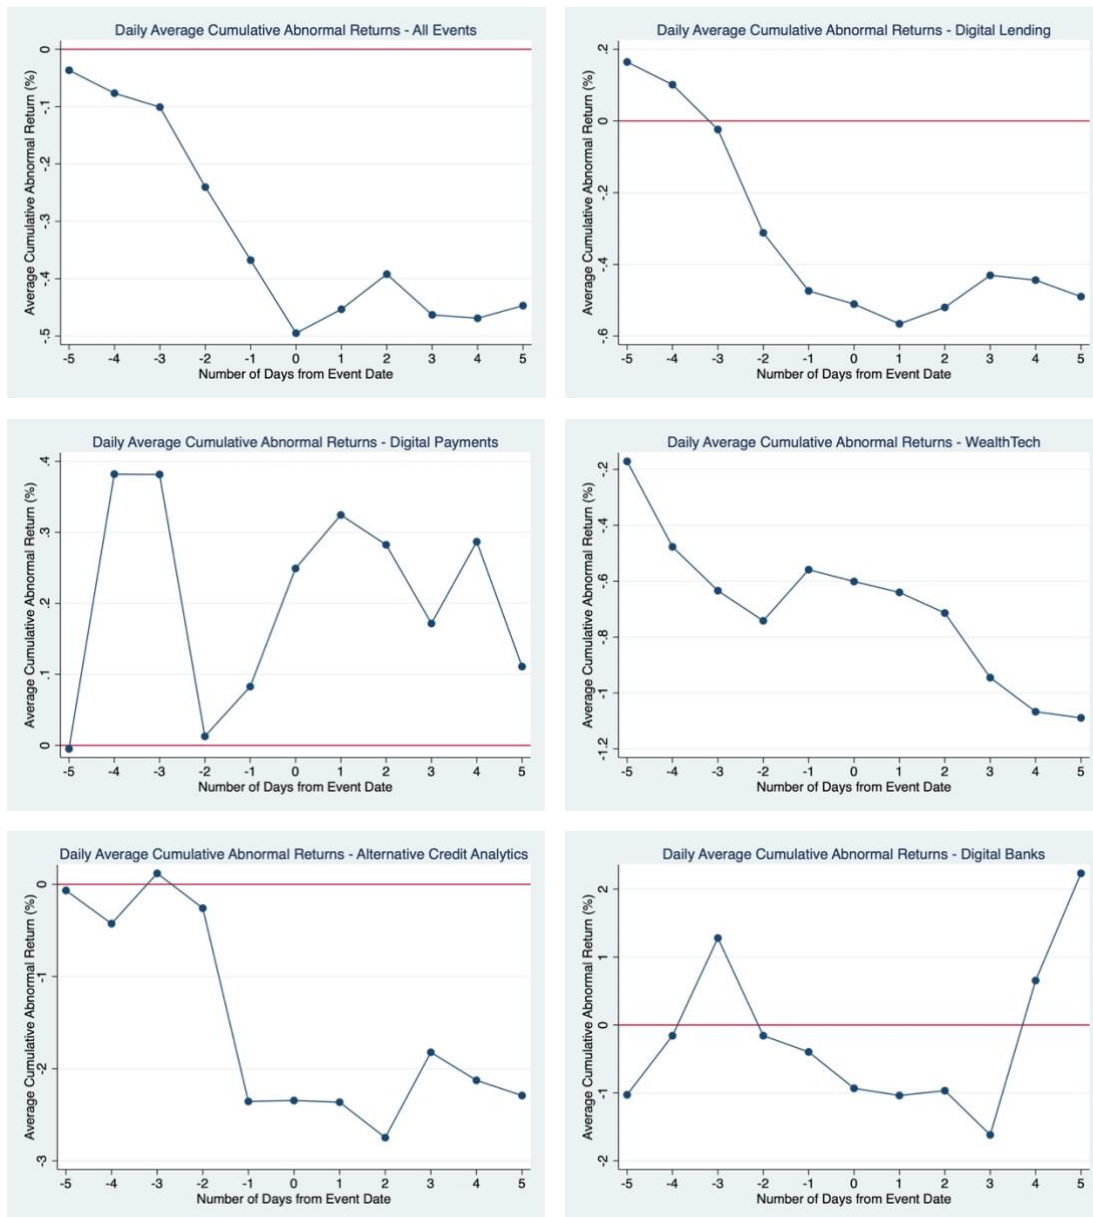 Daily Average Cumulative Abnormal Returns - All Events
Average Cumulative Abnormal Return (%)
0
-.1
-.2
-.3
-.4
-.5
-5 -4 -3 -2 -1 0 1 2 3 4 5
Number of Days from Event Date
Daily Average Cumulative Abnormal Returns - Digital Lending
Average Cumulative Abnormal Return (%)
.2
0
-.2
-.4
-.6
-5 -4 -3 -2 -1 0 1 2 3 4 5
Number of Days from Event Date
Daily Average Cumulative Abnormal Returns - Digital Payments
Average Cumulative Abnormal Return (%)
.4
.3
.2
.1
0
-5 -4 -3 -2 -1 0 1 2 3 4 5
Number of Days from Event Date
Daily Average Cumulative Abnormal Returns - WealthTech
Average Cumulative Abnormal Return (%)
-.2
-.4
-.6
-.8
-1
-1.2
-5 -4 -3 -2 -1 0 1 2 3 4 5
Number of Days from Event Date
Daily Average Cumulative Abnormal Returns - Alternative Credit Analytics
Average Cumulative Abnormal Return (%)
0
-1
-2
-3
-5 -4 -3 -2 -1 0 1 2 3 4 5
Number of Days from Event Date
Daily Average Cumulative Abnormal Returns - Digital Banks
Average Cumulative Abnormal Return (%)
2
1
0
-1
-2
-5 -4 -3 -2 -1 0 1 2 3 4 5
Number of Days from Event Date